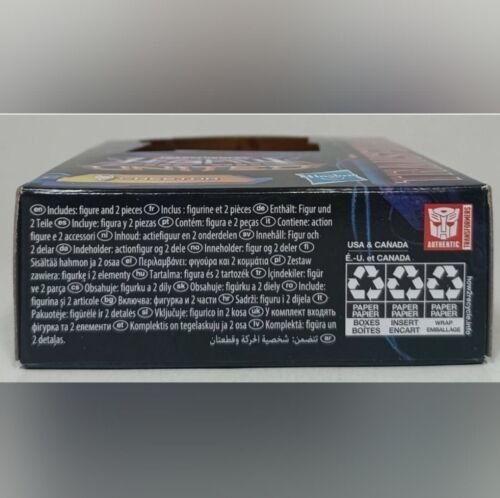 Hasbro
en Includes: figure and 2 pieces fr Inclus : figurine et 2 pièces de Enthält: Figur und
2 Teile es Incluye: figura y 2 piezas pt Contém: figura e 2 peças it Contiene: action
figure e 2 accessori nl Inhoud: actiefiguur en 2 onderdelen sv Innehåll: Figur och
2 delar da Indeholder: actionfigur og 2 dele no Inneholder: figur og 2 deler fi
Sisältää hahmon ja 2 osaa el Περιλαμβάνει: φιγούρα και 2 κομμάτια pl Zestaw
zawiera: figurkę i 2 elementy hu Tartalma: figura és 2 tartozék tr İçindekiler: figür
ve 2 parça cs Obsahuje: figurku a 2 díly sk Obsahuje: figúrku a 2 diely ro Include:
figurina și 2 articole bg Включва: фигурка и 2 части hr Sadrži: figuru i 2 dijela lt
Pakuotėje: figūrėlė ir 2 detalės sl Vključuje: figurico in 2 kosa uk У комплект входять
фігурка та 2 елементи et Komplektis on tegelaskuju ja 2 osa lv Komplektā: figūra un
2 detaļas.
ar تتضمن: شخصية الحركة وقطعتان
USA & CANADA
É.-U. et CANADA
PAPER PAPER PAPER
PAPIER PAPIER PAPIER
BOXES INSERT WRAP
BOÎTES ENCART EMBALLAGE
how2recycle.info
AUTHENTIC
TRANSFORMERS